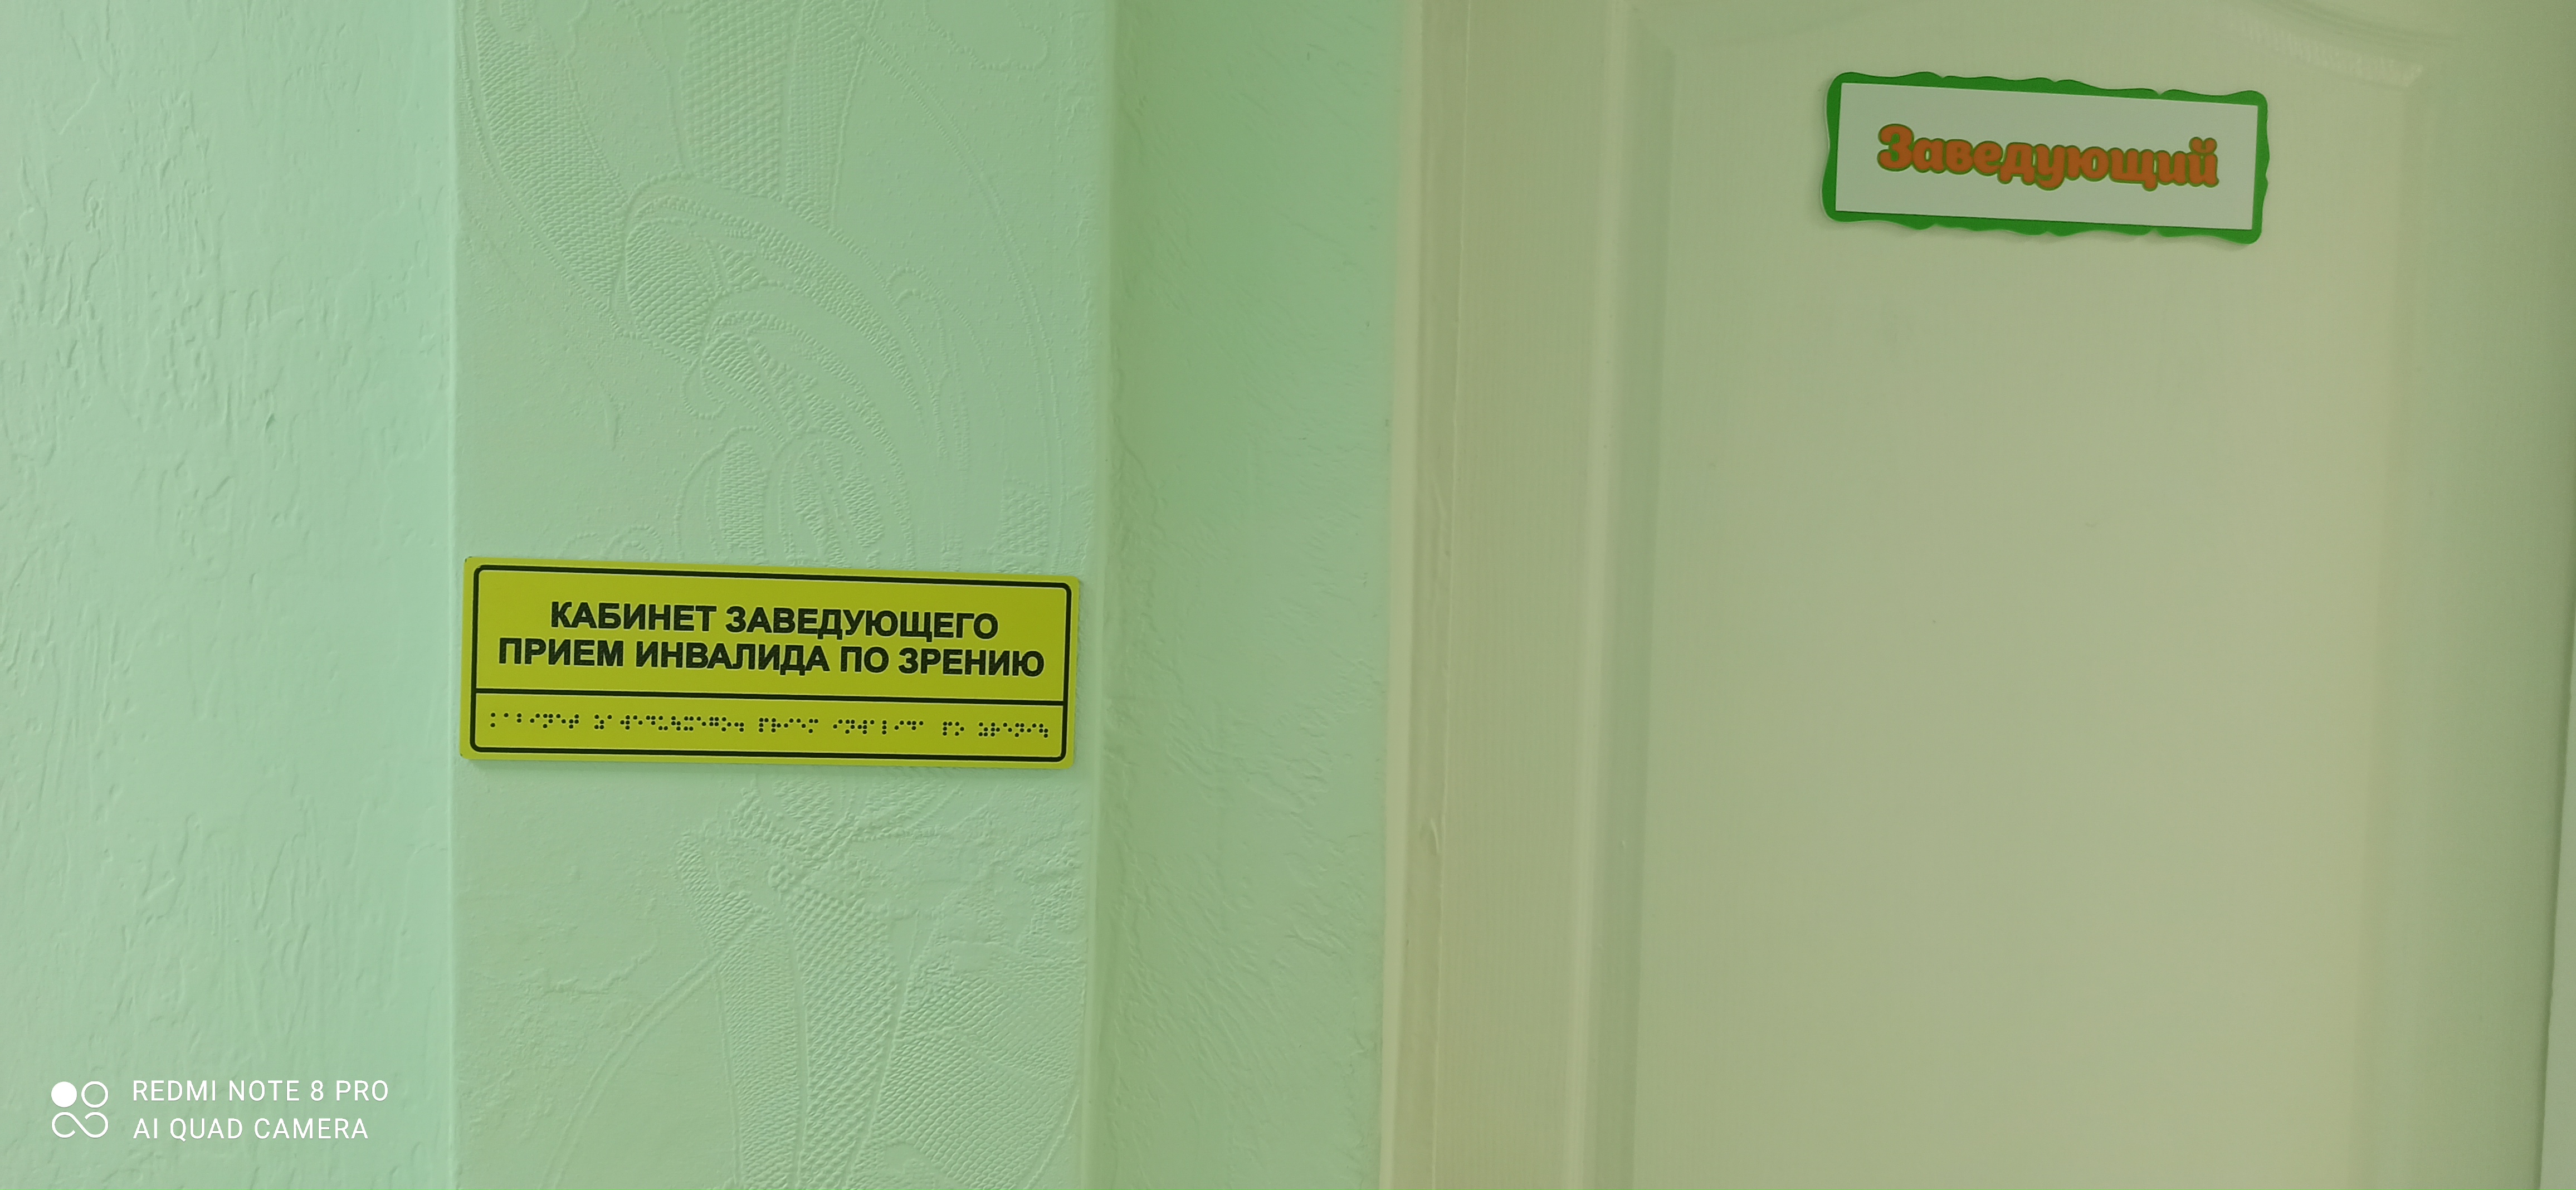 Заведующий
КАБИНЕТ ЗАВЕДУЮЩЕГО
ПРИЕМ ИНВАЛИДА ПО ЗРЕНИЮ
REDMI NOTE 8 PRO
AI QUAD CAMERA